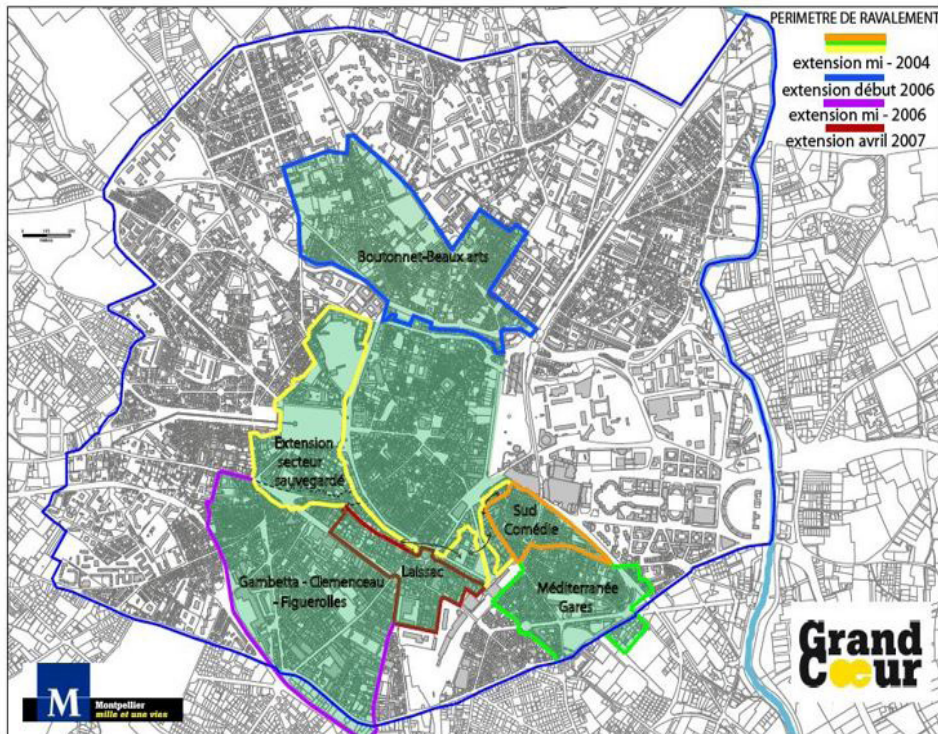 PERIMETRE DE RAVALEMENT
extension mi - 2004
extension début 2006
extension mi - 2006
extension avril 2007
Boutonnet-Beaux arts
Extension
secteur
sauvegardé
Sud
Comédie
Laissac
Gambetta - Clemenceau
- Figuerolles
Méditerranée
Gares
Grand
Cœur
M
Montpellier
mille et une vies